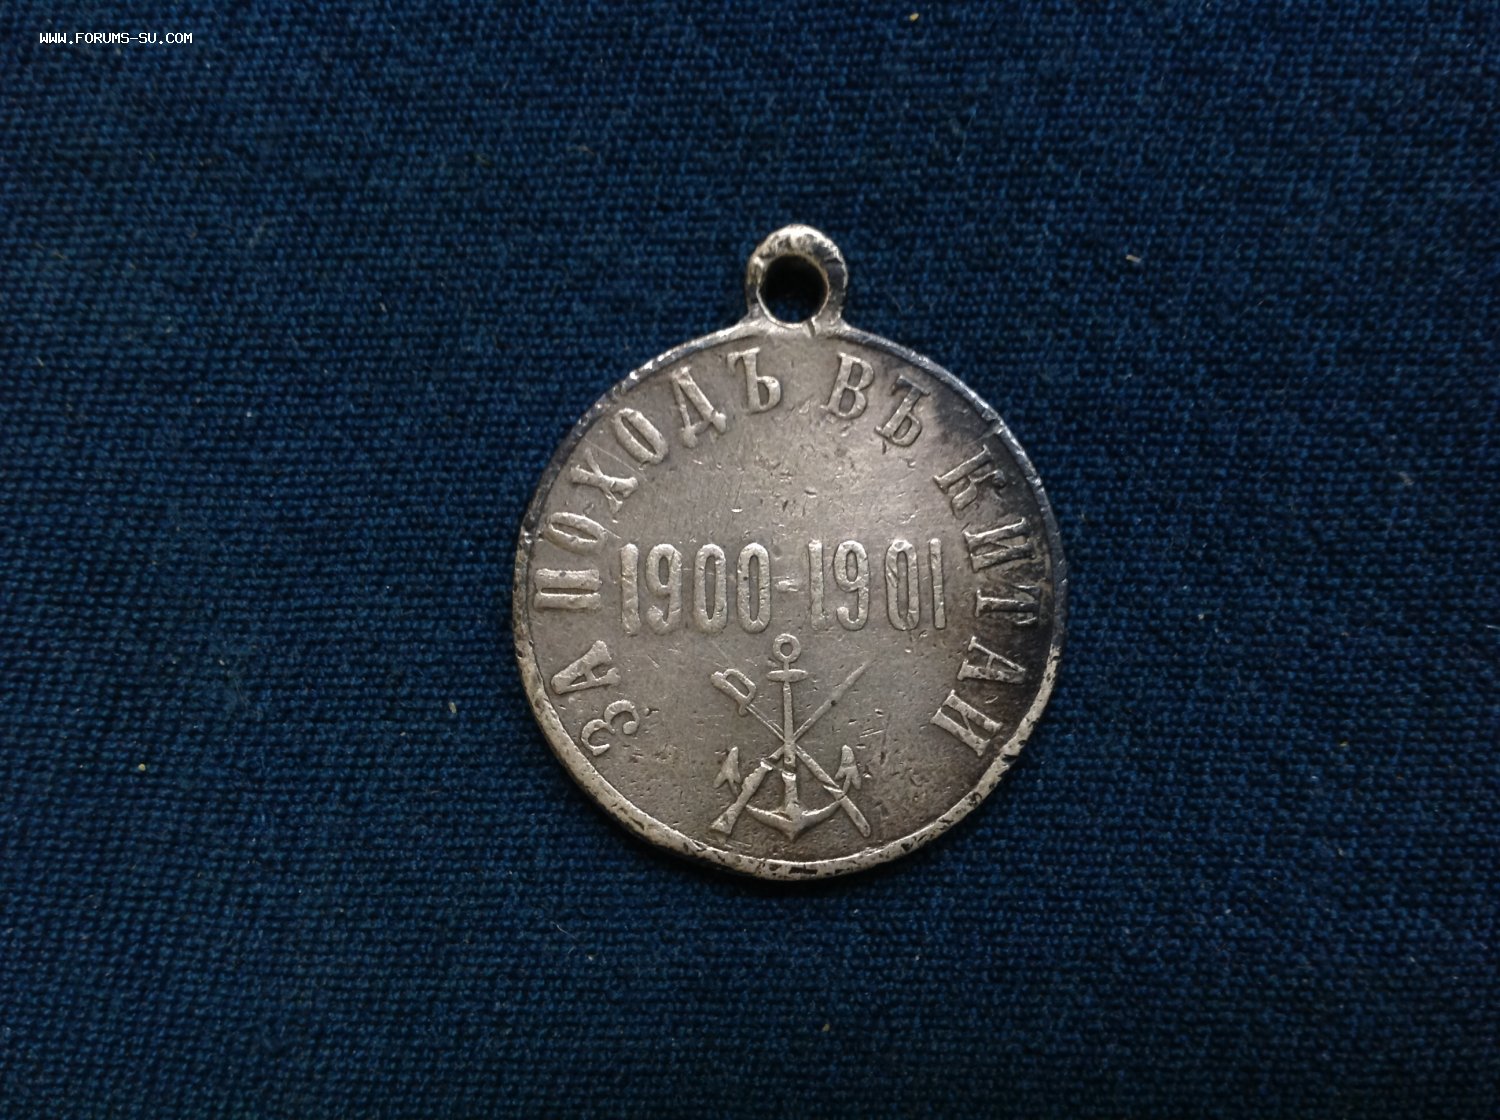 WWW.FORUMS-SU.COM
ЗА ПОХОДЪ ВЪ КИТАЙ
1900-1901